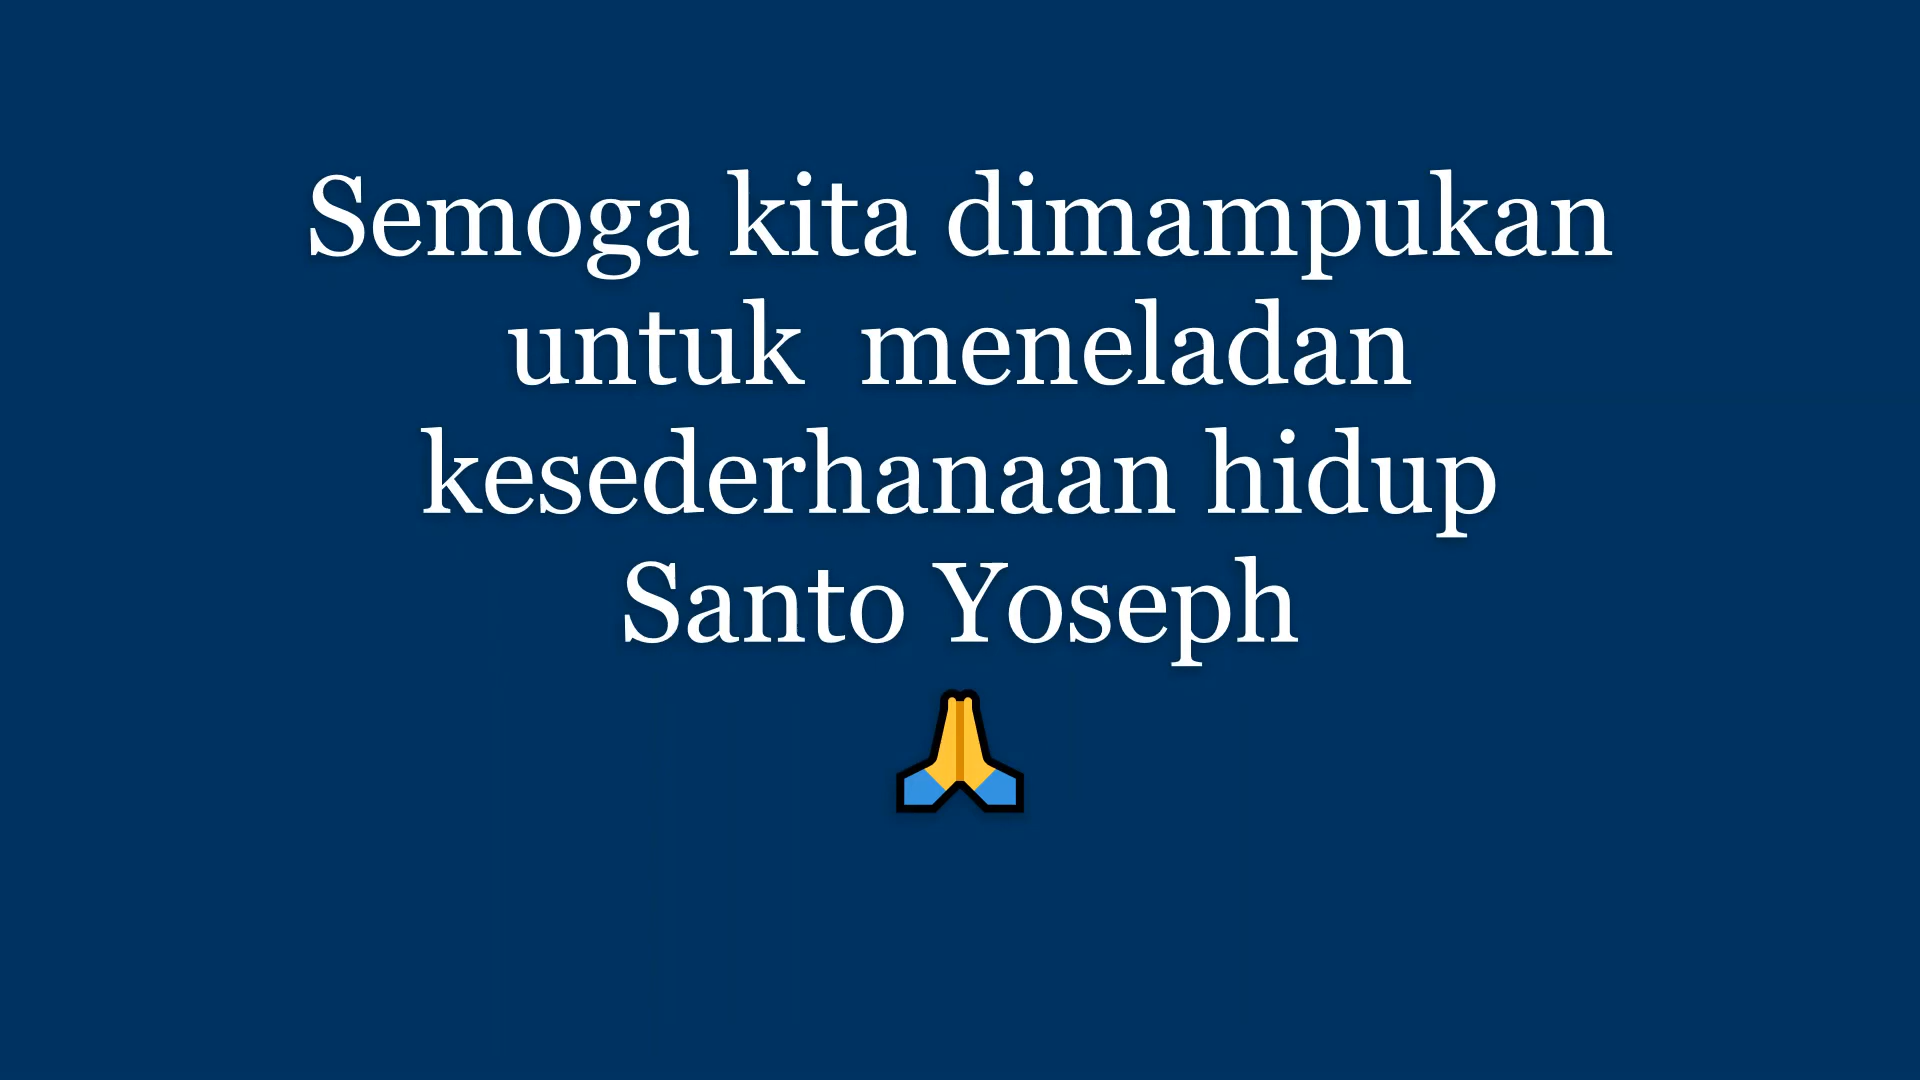 Semoga kita dimampukan
untuk  meneladan
kesederhanaan hidup
Santo Yoseph
🙏